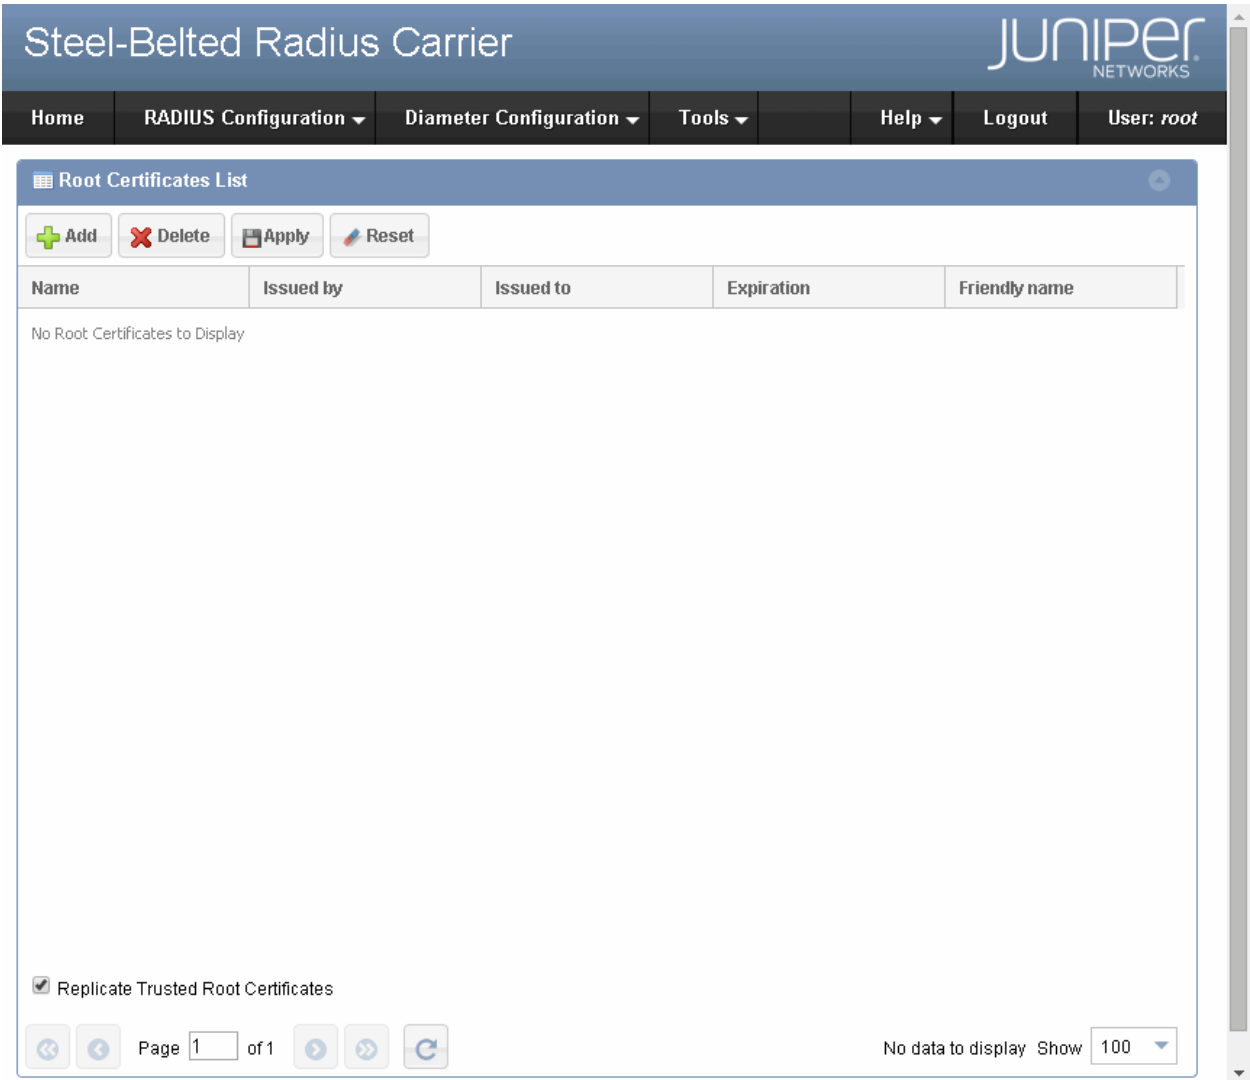 Steel-Belted Radius Carrier
JUNIPER
NETWORKS
Home RADIUS Configuration Diameter Configuration Tools Help Logout User: root
Root Certificates List
Add Delete Apply Reset
Name Issued by Issued to Expiration Friendly name
No Root Certificates to Display
Replicate Trusted Root Certificates
Page 1 of 1 No data to display Show 100